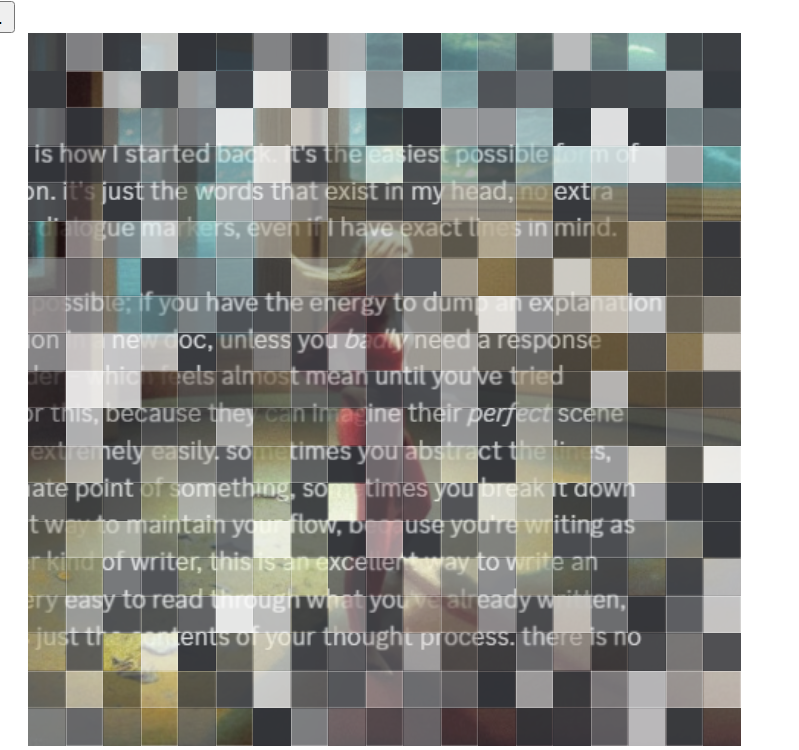 is how I started back. it's the easiest possible form of
on. it's just the words that exist in my head, no extra
dialogue markers, even if I have exact lines in mind.
possible; if you have the energy to dump an explanation
ion in a new doc, unless you badly need a response
der - which feels almost mean until you've tried
or this, because they can imagine their perfect scene
extremely easily. sometimes you abstract the lines,
nate point of something, sometimes you break it down
t way to maintain your flow, because you're writing as
er kind of writer, this is an excellent way to write an
ery easy to read through what you've already written,
just the contents of your thought process. there is no